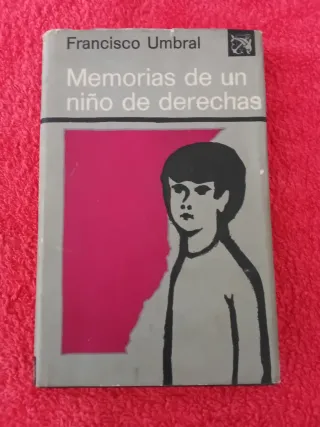 Francisco Umbral
Memorias de un
niño de derechas